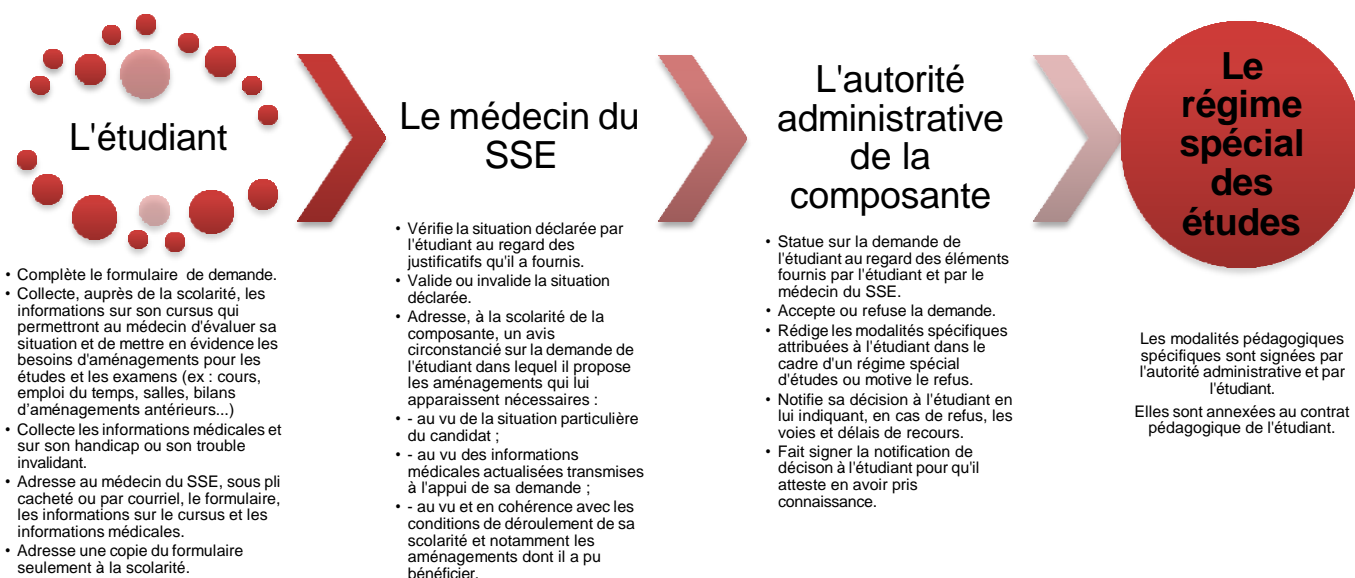 L'étudiant
• Complète le formulaire de demande.
• Collecte, auprès de la scolarité, les
informations sur son cursus qui
permettront au médecin d'évaluer sa
situation et de mettre en évidence les
besoins d'aménagements pour les
études et les examens (ex : cours,
emploi du temps, salles, bilans
d'aménagements antérieurs...)
• Collecte les informations médicales et
sur son handicap ou son trouble
invalidant.
• Adresse au médecin du SSE, sous pli
cacheté ou par courriel, le formulaire,
les informations sur le cursus et les
informations médicales.
• Adresse une copie du formulaire
seulement à la scolarité.
Le médecin du
SSE
• Vérifie la situation déclarée par
l'étudiant au regard des
justificatifs qu'il a fournis.
• Valide ou invalide la situation
déclarée.
• Adresse, à la scolarité de la
composante, un avis
circonstancié sur la demande de
l'étudiant dans lequel il propose
les aménagements qui lui
apparaissent nécessaires :
• - au vu de la situation particulière
du candidat ;
• - au vu des informations
médicales actualisées transmises
à l'appui de sa demande ;
• - au vu et en cohérence avec les
conditions de déroulement de sa
scolarité et notamment les
aménagements dont il a pu
bénéficier.
L'autorité
administrative
de la
composante
• Statue sur la demande de
l'étudiant au regard des éléments
fournis par l'étudiant et par le
médecin du SSE.
• Accepte ou refuse la demande.
• Rédige les modalités spécifiques
attribuées à l'étudiant dans le
cadre d'un régime spécial
d'études ou motive le refus.
• Notifie sa décision à l'étudiant en
lui indiquant, en cas de refus, les
voies et délais de recours.
• Fait signer la notification de
décison à l'étudiant pour qu'il
atteste en avoir pris
connaissance.
Le
régime
spécial
des
études
Les modalités pédagogiques
spécifiques sont signées par
l'autorité administrative et par
l'étudiant.
Elles sont annexées au contrat
pédagogique de l'étudiant.